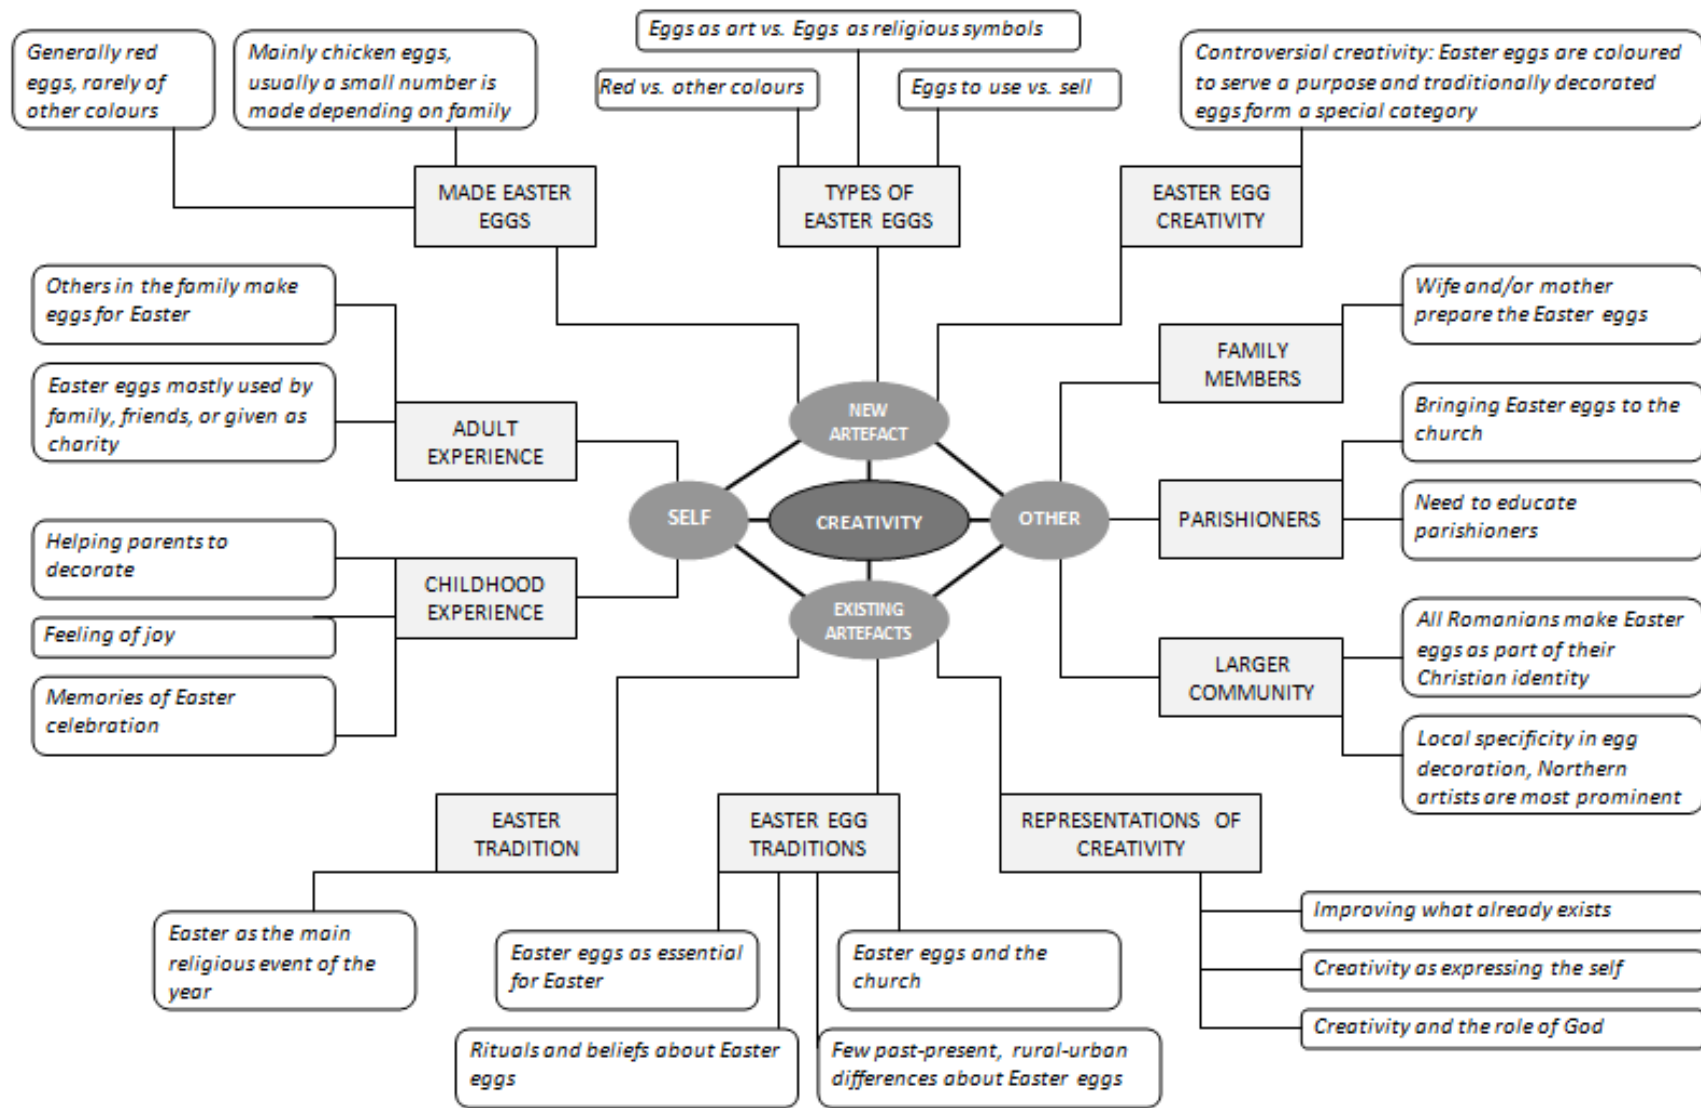 Generally red
eggs, rarely of
other colours
Mainly chicken eggs,
usually a small number is
made depending on family
Eggs as art vs. Eggs as religious symbols
Red vs. other colours
Eggs to use vs. sell
Controversial creativity: Easter eggs are coloured
to serve a purpose and traditionally decorated
eggs form a special category
MADE EASTER
EGGS
TYPES OF
EASTER EGGS
EASTER EGG
CREATIVITY
Others in the family make
eggs for Easter
Easter eggs mostly used by
family, friends, or given as
charity
ADULT
EXPERIENCE
Helping parents to
decorate
Feeling of joy
Memories of Easter
celebration
CHILDHOOD
EXPERIENCE
NEW
ARTEFACT
SELF
CREATIVITY
OTHER
EXISTING
ARTEFACTS
FAMILY
MEMBERS
Wife and/or mother
prepare the Easter eggs
PARISHIONERS
Bringing Easter eggs to the
church
Need to educate
parishioners
LARGER
COMMUNITY
All Romanians make Easter
eggs as part of their
Christian identity
Local specificity in egg
decoration, Northern
artists are most prominent
EASTER
TRADITION
EASTER EGG
TRADITIONS
REPRESENTATIONS OF
CREATIVITY
Easter as the main
religious event of the
year
Easter eggs as essential
for Easter
Easter eggs and the
church
Rituals and beliefs about Easter
eggs
Few past-present, rural-urban
differences about Easter eggs
Improving what already exists
Creativity as expressing the self
Creativity and the role of God